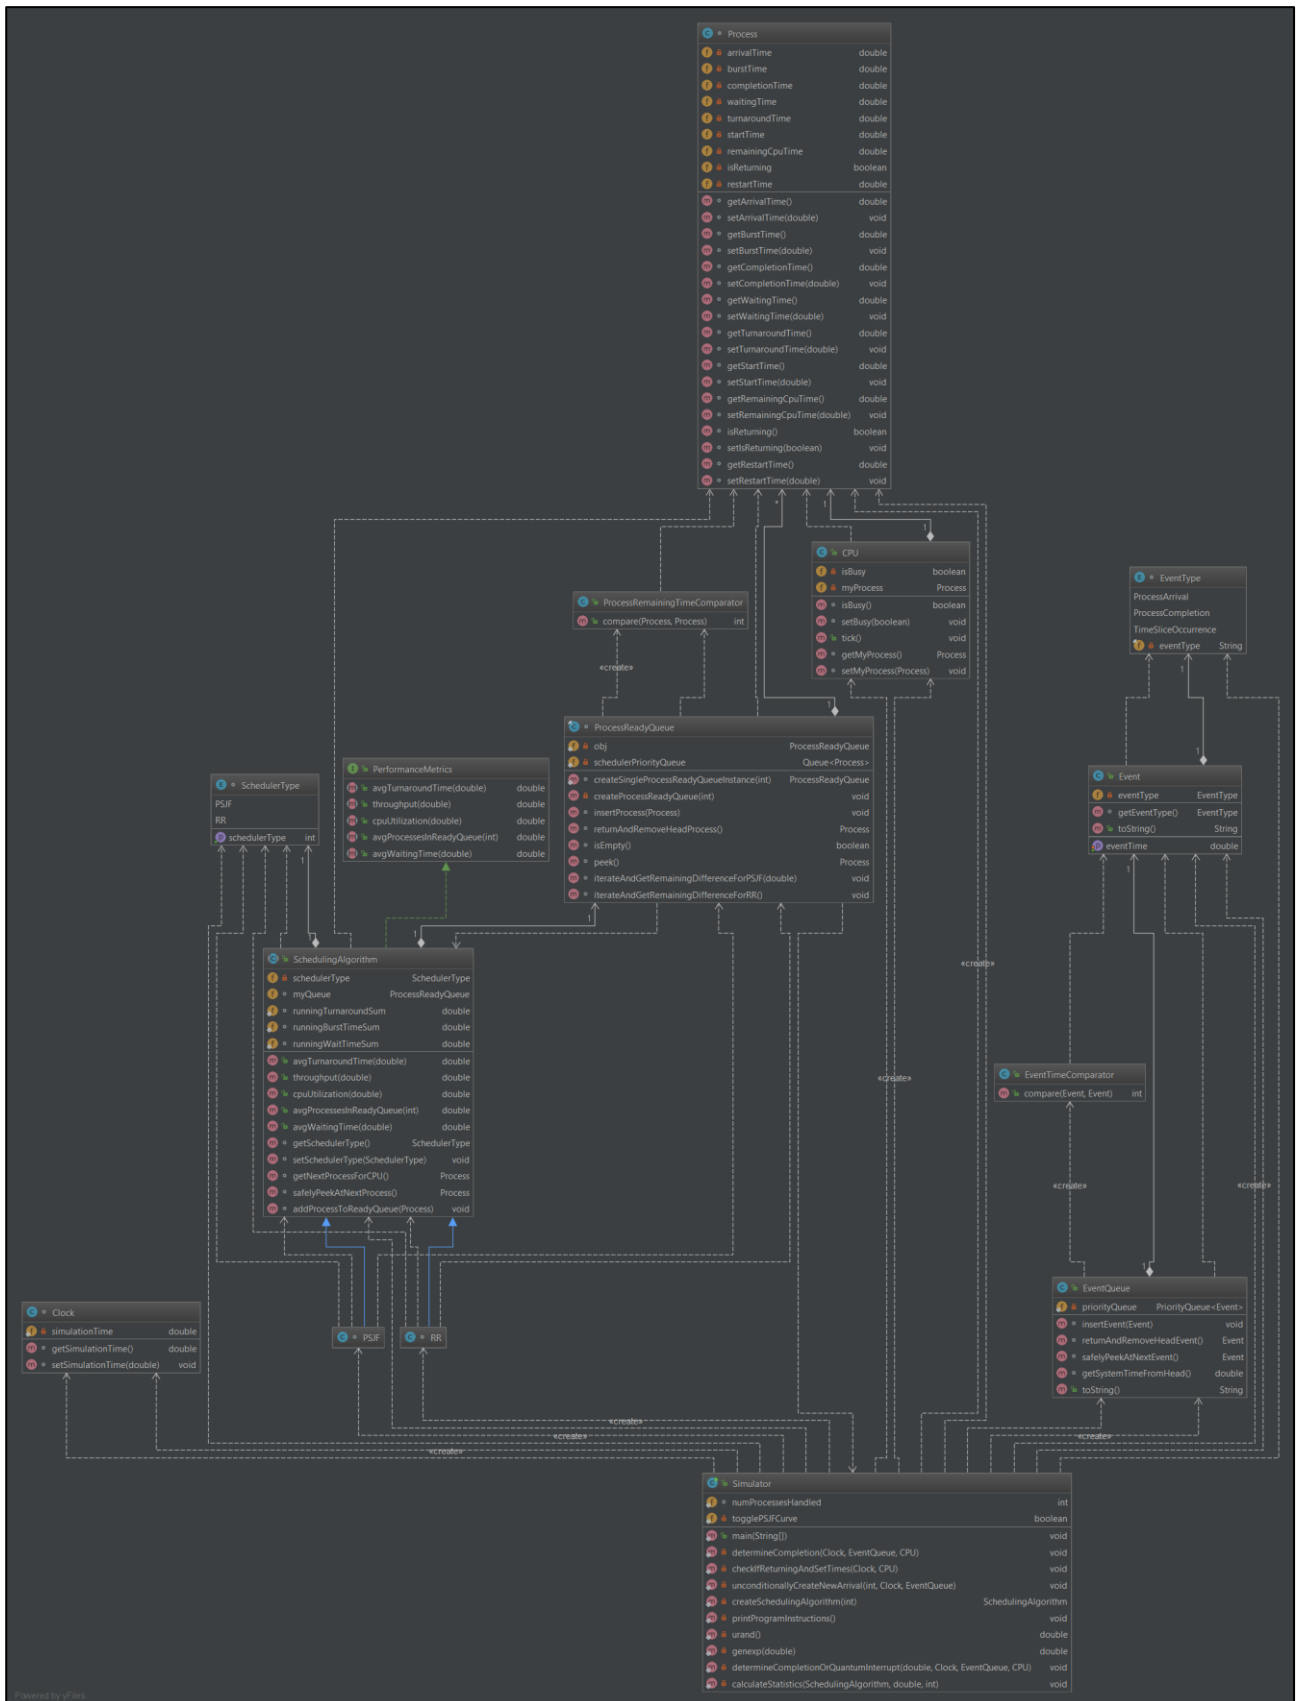 Process
arrivalTime double
burstTime double
completionTime double
waitingTime double
turnaroundTime double
startTime double
remainingCpuTime double
isReturning boolean
restartTime double
getArrivalTime() double
setArrivalTime(double) void
getBurstTime() double
setBurstTime(double) void
getCompletionTime() double
setCompletionTime(double) void
getWaitingTime() double
setWaitingTime(double) void
getTurnaroundTime() double
setTurnaroundTime(double) void
getStartTime() double
setStartTime(double) void
getRemainingCpuTime() double
setRemainingCpuTime(double) void
isReturning() boolean
setIsReturning(boolean) void
getRestartTime() double
setRestartTime(double) void
* 1
1
CPU
isBusy boolean
myProcess Process
isBusy() boolean
setBusy(boolean) void
tick() void
getMyProcess() Process
setMyProcess(Process) void
EventType
ProcessArrival
ProcessCompletion
TimeSliceOccurrence
eventType String
1
1
ProcessRemainingTimeComparator
compare(Process, Process) int
«create»
1
ProcessReadyQueue
obj ProcessReadyQueue
schedulerPriorityQueue Queue<Process>
createSingleProcessReadyQueueInstance(int) ProcessReadyQueue
createProcessReadyQueue(int) void
insertProcess(Process) void
returnAndRemoveHeadProcess() Process
isEmpty() boolean
peek() Process
iterateAndGetRemainingDifferenceForPSJF(double) void
iterateAndGetRemainingDifferenceForRR() void
1
1
PerformanceMetrics
avgTurnaroundTime(double) double
throughput(double) double
cpuUtilization(double) double
avgProcessesInReadyQueue(int) double
avgWaitingTime(double) double
SchedulerType
PSJF
RR
schedulerType int
1
1
Event
eventType EventType
getEventType() EventType
toString() String
eventTime double
1
SchedulingAlgorithm
schedulerType SchedulerType
myQueue ProcessReadyQueue
runningTurnaroundSum double
runningBurstTimeSum double
runningWaitTimeSum double
avgTurnaroundTime(double) double
throughput(double) double
cpuUtilization(double) double
avgProcessesInReadyQueue(int) double
avgWaitingTime(double) double
getSchedulerType() SchedulerType
setSchedulerType(SchedulerType) void
getNextProcessForCPU() Process
safelyPeekAtNextProcess() Process
addProcessToReadyQueue(Process) void
«create»
«create»
EventTimeComparator
compare(Event, Event) int
«create»
«create»
1
EventQueue
priorityQueue PriorityQueue<Event>
insertEvent(Event) void
returnAndRemoveHeadEvent() Event
safelyPeekAtNextEvent() Event
getSystemTimeFromHead() double
toString() String
Clock
simulationTime double
getSimulationTime() double
setSimulationTime(double) void
PSJF
RR
«create»
«create»
«create»
«create»
Simulator
numProcessesHandled int
togglePSJFCurve boolean
main(String[]) void
determineCompletion(Clock, EventQueue, CPU) void
checkIfReturningAndSetTimes(Clock, CPU) void
unconditionallyCreateNewArrival(int, Clock, EventQueue) void
createSchedulingAlgorithm(int) SchedulingAlgorithm
printProgramInstructions() void
urand() double
genexp(double) double
determineCompletionOrQuantumInterrupt(double, Clock, EventQueue, CPU) void
calculateStatistics(SchedulingAlgorithm, double, int) void
Powered by yFiles